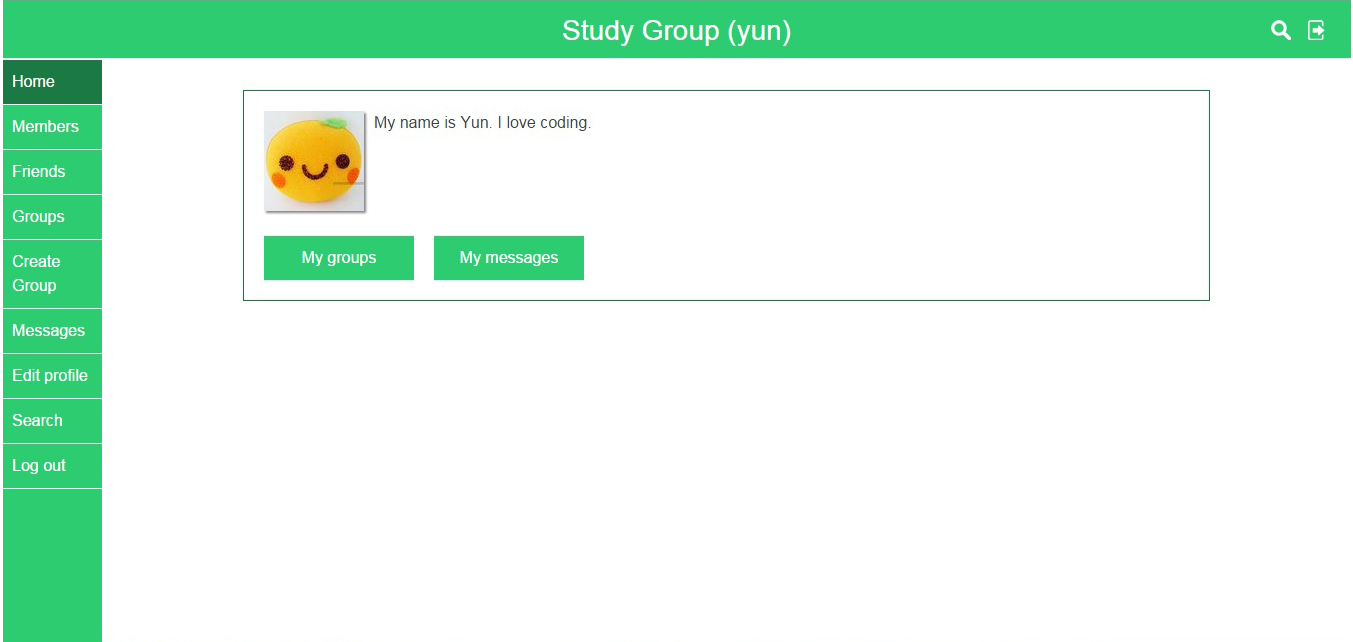 Study Group (yun)
Home
Members
Friends
Groups
Create
Group
Messages
Edit profile
Search
Log out
My name is Yun. I love coding.
My groups
My messages